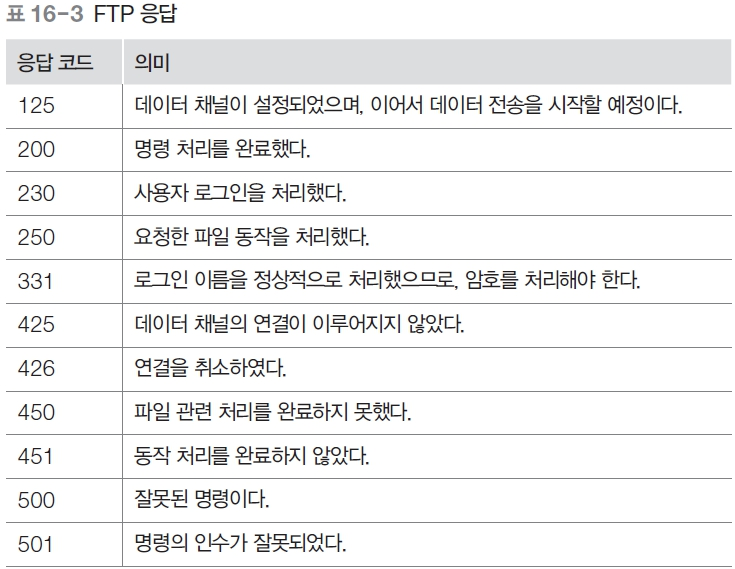 표 16-3 FTP 응답
응답 코드 의미
125 데이터 채널이 설정되었으며, 이어서 데이터 전송을 시작할 예정이다.
200 명령 처리를 완료했다.
230 사용자 로그인을 처리했다.
250 요청한 파일 동작을 처리했다.
331 로그인 이름을 정상적으로 처리했으므로, 암호를 처리해야 한다.
425 데이터 채널의 연결이 이루어지지 않았다.
426 연결을 취소하였다.
450 파일 관련 처리를 완료하지 못했다.
451 동작 처리를 완료하지 않았다.
500 잘못된 명령이다.
501 명령의 인수가 잘못되었다.